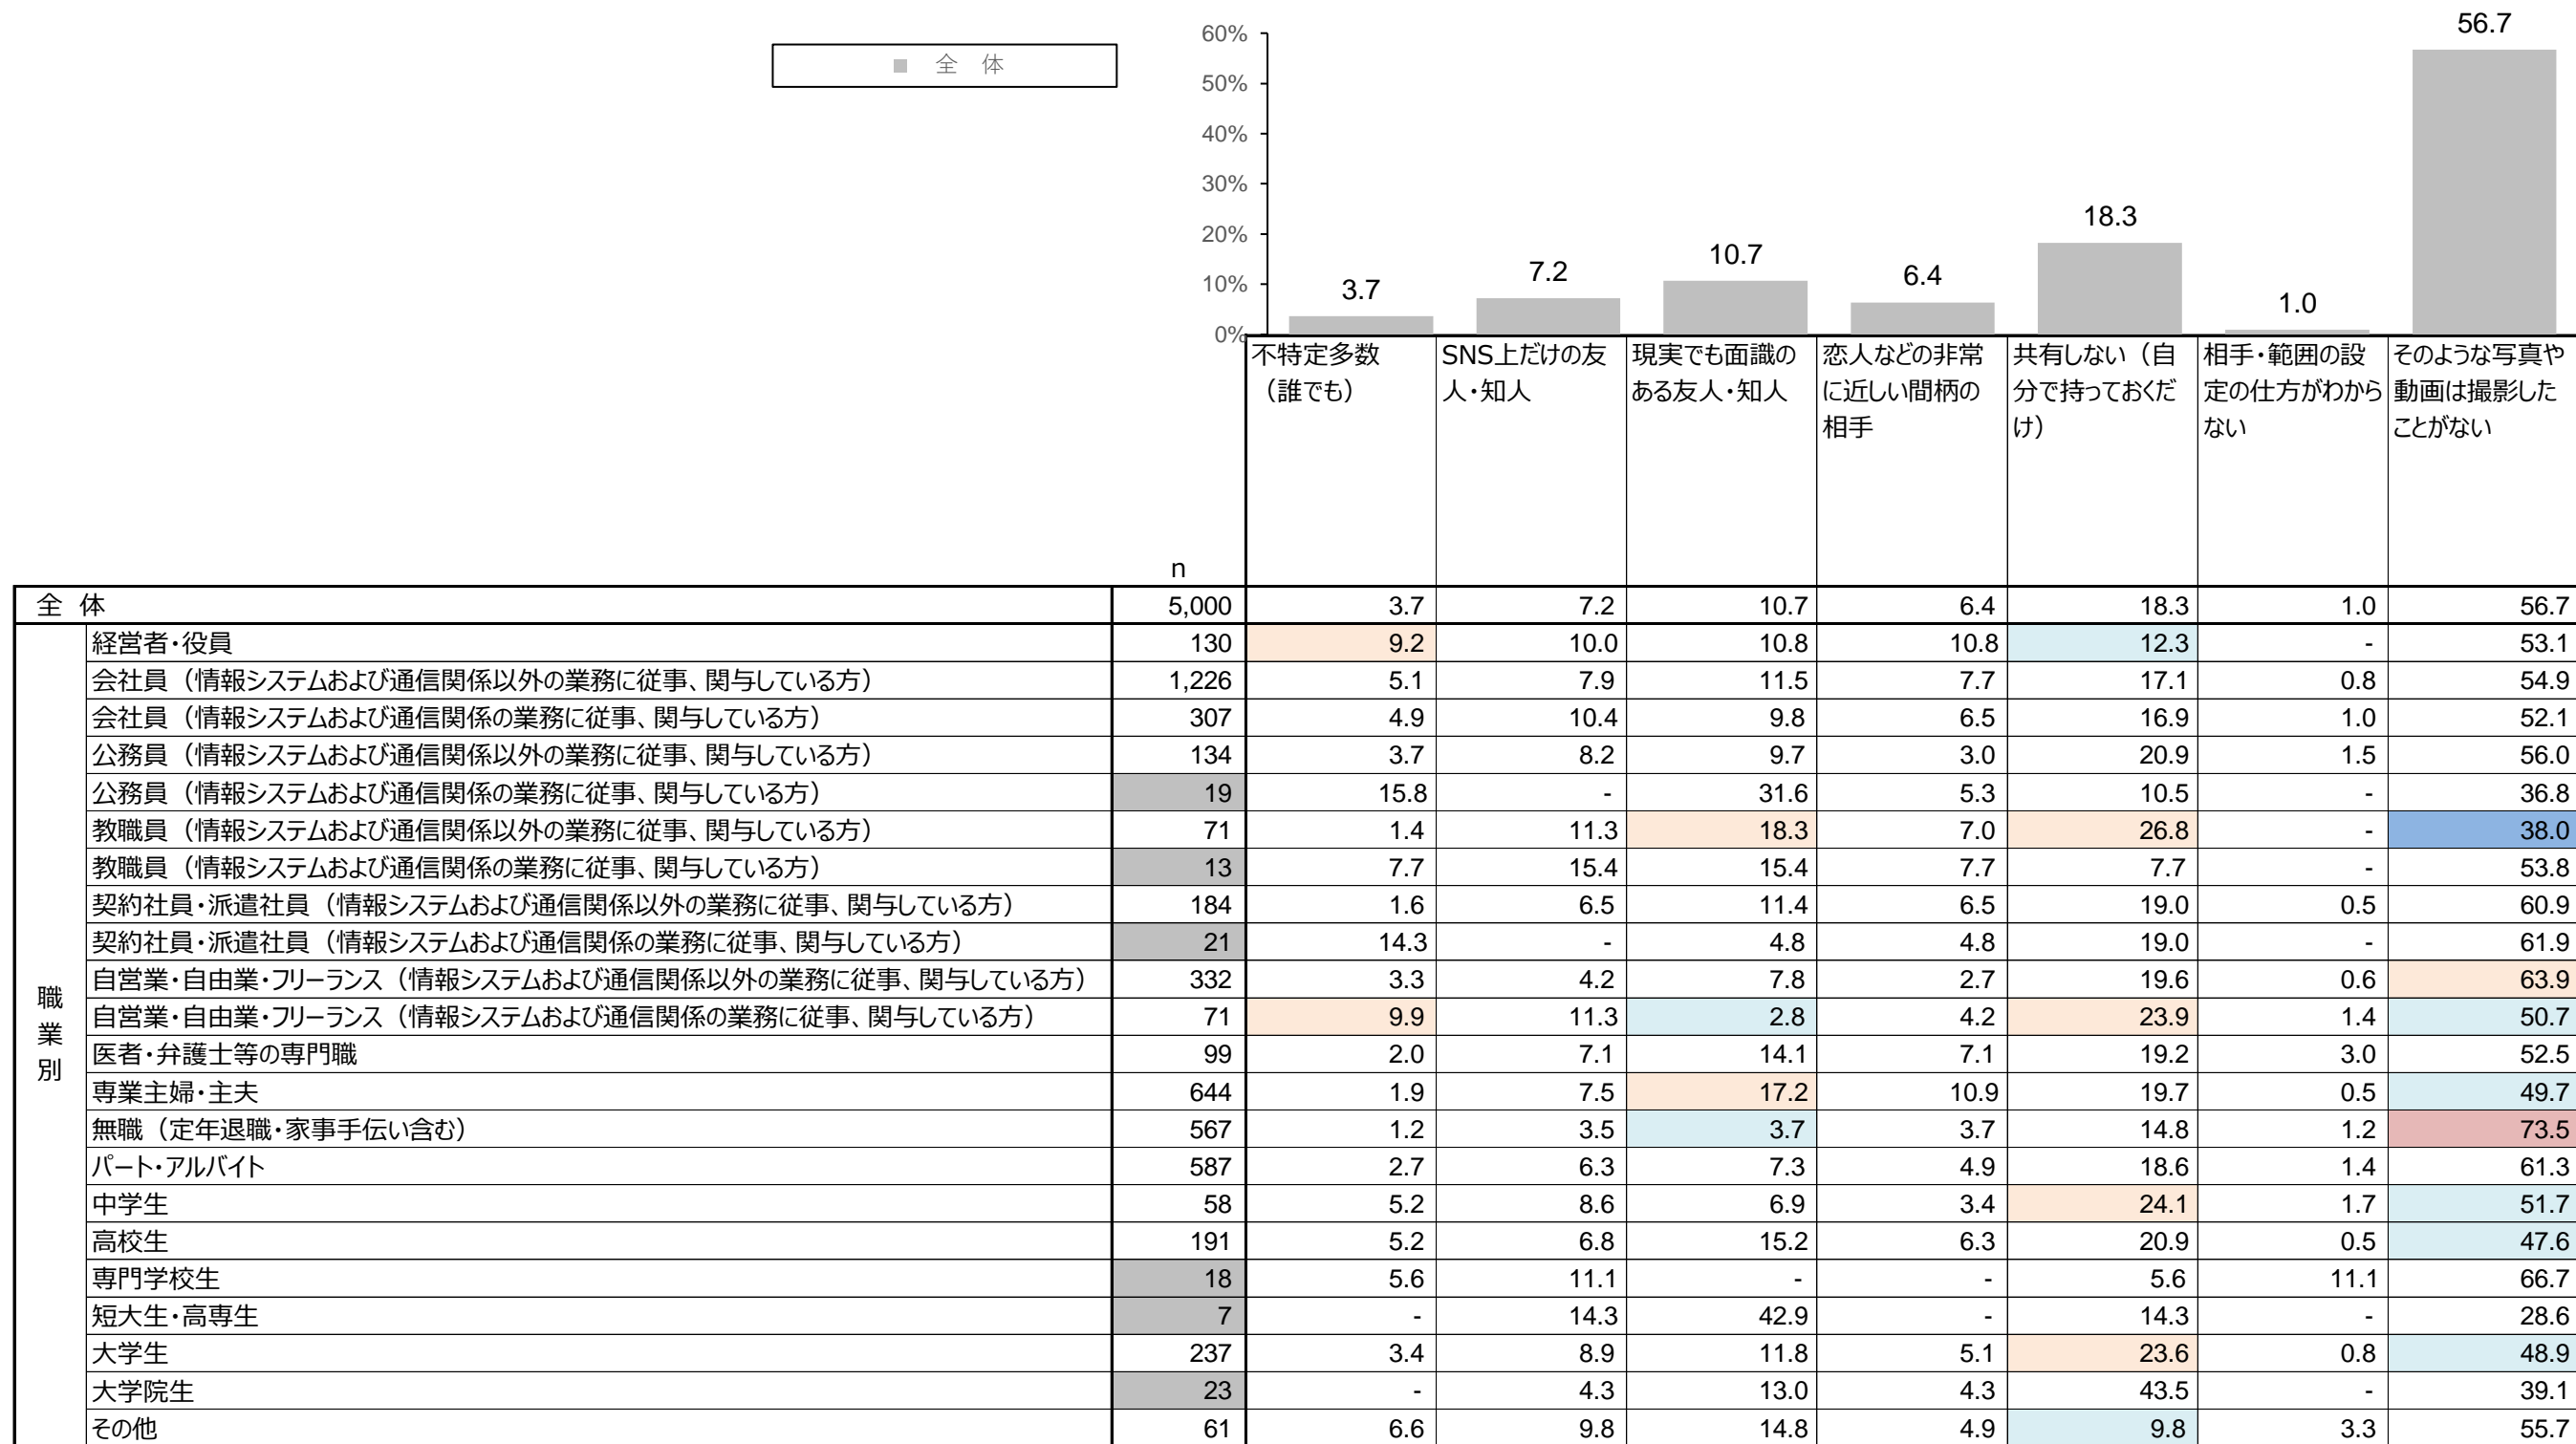 56.7
60%
■ 全 体
50%
40%
30%
18.3
20%
10.7
7.2
6.4
10%
3.7
1.0
0%
不特定多数
（誰でも）
SNS上だけの友
人・知人
現実でも面識の
ある友人・知人
恋人などの非常
に近しい間柄の
相手
共有しない（自
分で持っておくだ
け）
相手・範囲の設
定の仕方がわから
ない
そのような写真や
動画は撮影した
ことがない
n
全 体 5,000 3.7 7.2 10.7 6.4 18.3 1.0 56.7
職業別
経営者・役員 130 9.2 10.0 10.8 10.8 12.3 - 53.1
会社員（情報システムおよび通信関係以外の業務に従事、関与している方） 1,226 5.1 7.9 11.5 7.7 17.1 0.8 54.9
会社員（情報システムおよび通信関係の業務に従事、関与している方） 307 4.9 10.4 9.8 6.5 16.9 1.0 52.1
公務員（情報システムおよび通信関係以外の業務に従事、関与している方） 134 3.7 8.2 9.7 3.0 20.9 1.5 56.0
公務員（情報システムおよび通信関係の業務に従事、関与している方） 19 15.8 - 31.6 5.3 10.5 - 36.8
教職員（情報システムおよび通信関係以外の業務に従事、関与している方） 71 1.4 11.3 18.3 7.0 26.8 - 38.0
教職員（情報システムおよび通信関係の業務に従事、関与している方） 13 7.7 15.4 15.4 7.7 7.7 - 53.8
契約社員・派遣社員（情報システムおよび通信関係以外の業務に従事、関与している方） 184 1.6 6.5 11.4 6.5 19.0 0.5 60.9
契約社員・派遣社員（情報システムおよび通信関係の業務に従事、関与している方） 21 14.3 - 4.8 4.8 19.0 - 61.9
自営業・自由業・フリーランス（情報システムおよび通信関係以外の業務に従事、関与している方） 332 3.3 4.2 7.8 2.7 19.6 0.6 63.9
自営業・自由業・フリーランス（情報システムおよび通信関係の業務に従事、関与している方） 71 9.9 11.3 2.8 4.2 23.9 1.4 50.7
医者・弁護士等の専門職 99 2.0 7.1 14.1 7.1 19.2 3.0 52.5
専業主婦・主夫 644 1.9 7.5 17.2 10.9 19.7 0.5 49.7
無職（定年退職・家事手伝い含む） 567 1.2 3.5 3.7 3.7 14.8 1.2 73.5
パート・アルバイト 587 2.7 6.3 7.3 4.9 18.6 1.4 61.3
中学生 58 5.2 8.6 6.9 3.4 24.1 1.7 51.7
高校生 191 5.2 6.8 15.2 6.3 20.9 0.5 47.6
専門学校生 18 5.6 11.1 - - 5.6 11.1 66.7
短大生・高専生 7 - 14.3 42.9 - 14.3 - 28.6
大学生 237 3.4 8.9 11.8 5.1 23.6 0.8 48.9
大学院生 23 - 4.3 13.0 4.3 43.5 - 39.1
その他 61 6.6 9.8 14.8 4.9 9.8 3.3 55.7